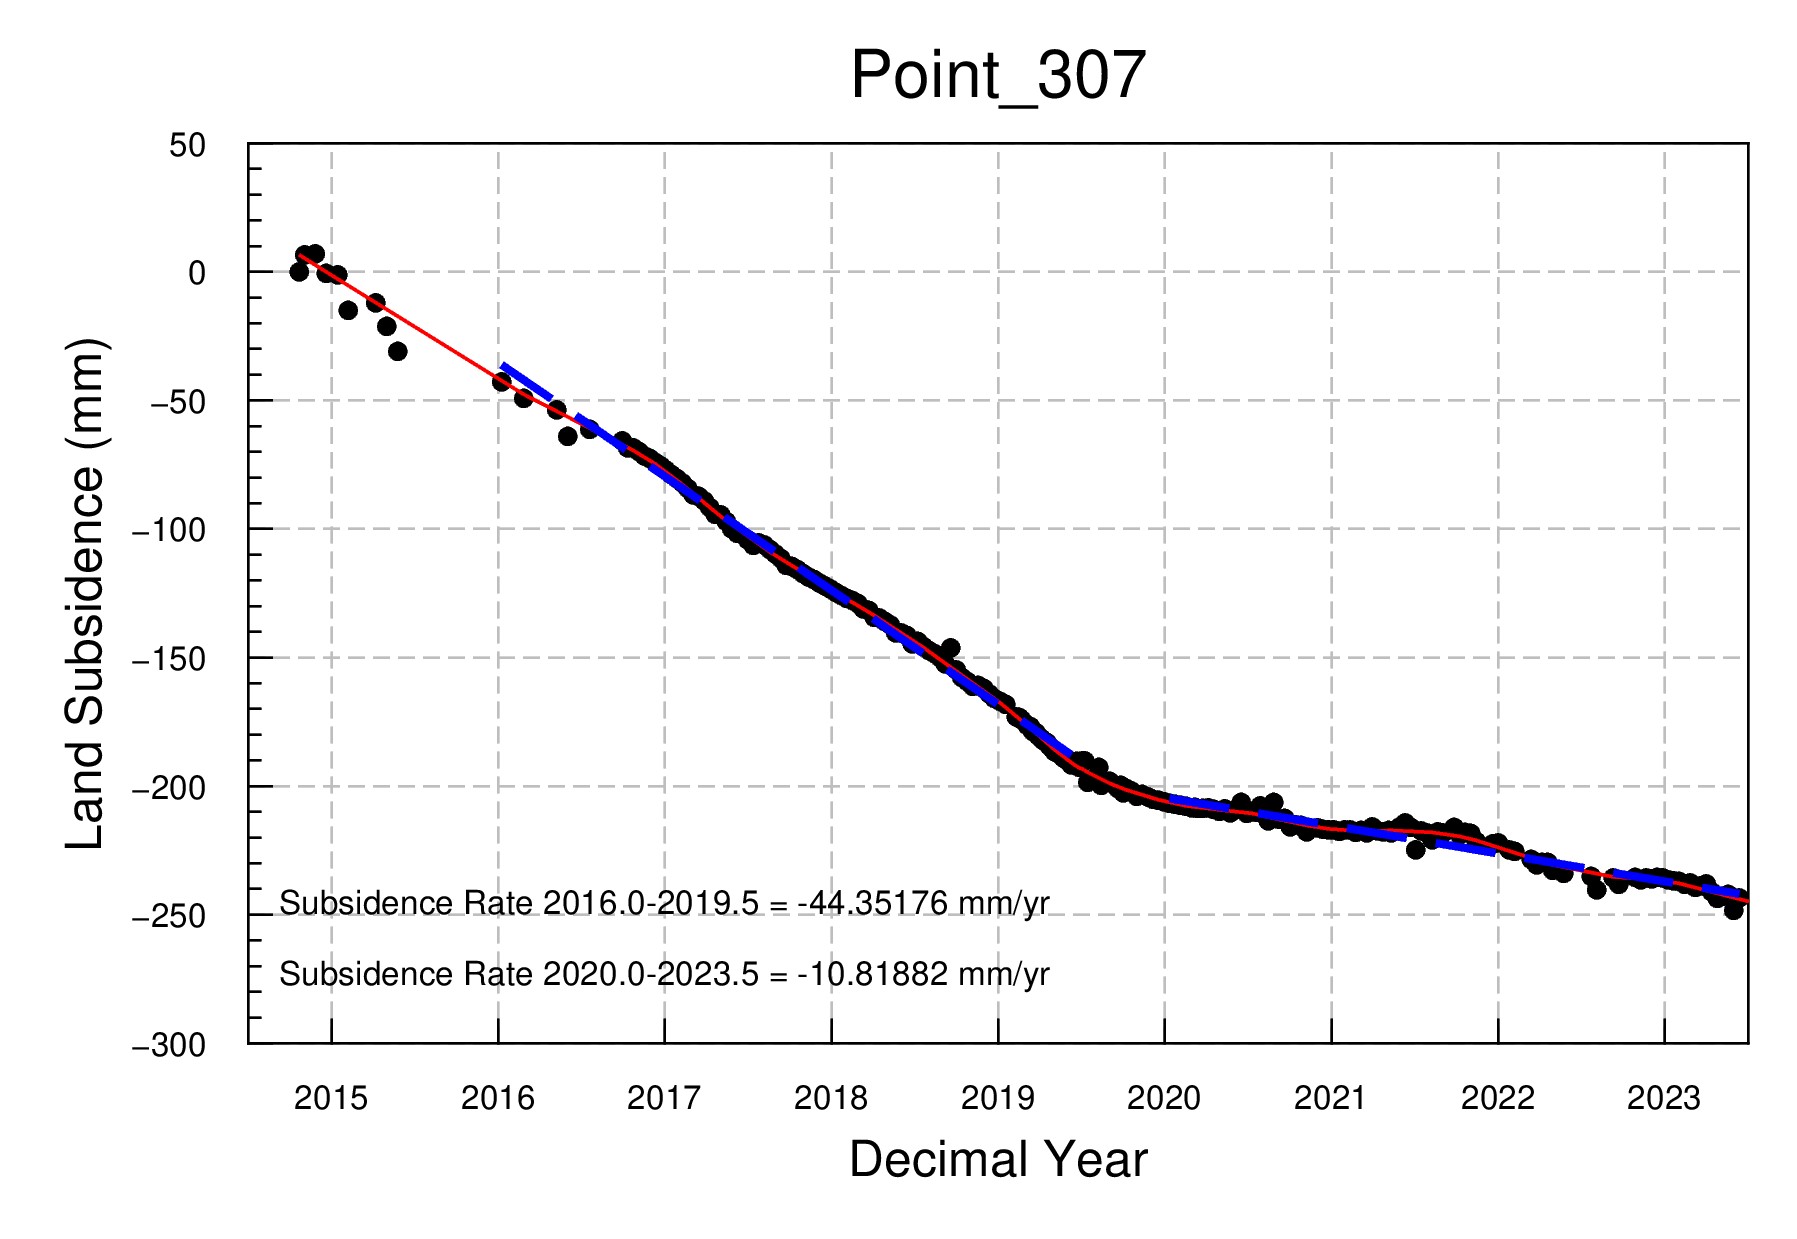 Point_307
50
0
−50
−100
−150
−200
−250
−300
Land Subsidence (mm)
Subsidence Rate 2016.0-2019.5 = -44.35176 mm/yr
Subsidence Rate 2020.0-2023.5 = -10.81882 mm/yr
2015 2016 2017 2018 2019 2020 2021 2022 2023
Decimal Year